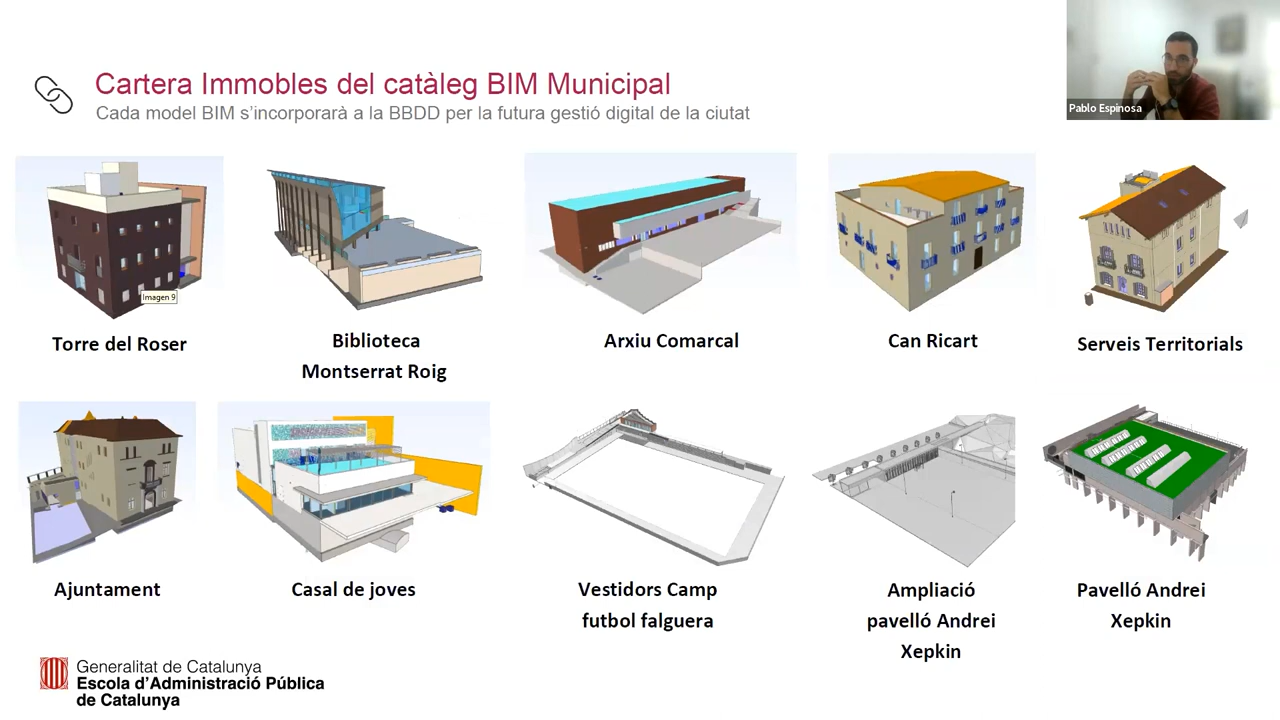 Cartera Immobles del catàleg BIM Municipal
Cada model BIM s'incorporarà a la BBDD per la futura gestió digital de la ciutat
Pablo Espinosa
Imagen 9
Torre del Roser
Biblioteca
Montserrat Roig
Arxiu Comarcal
Can Ricart
Serveis Territorials
Ajuntament
Casal de joves
Vestidors Camp
futbol falguera
Ampliació
pavelló Andrei
Xepkin
Pavelló Andrei
Xepkin
Generalitat de Catalunya
Escola d'Administració Pública
de Catalunya